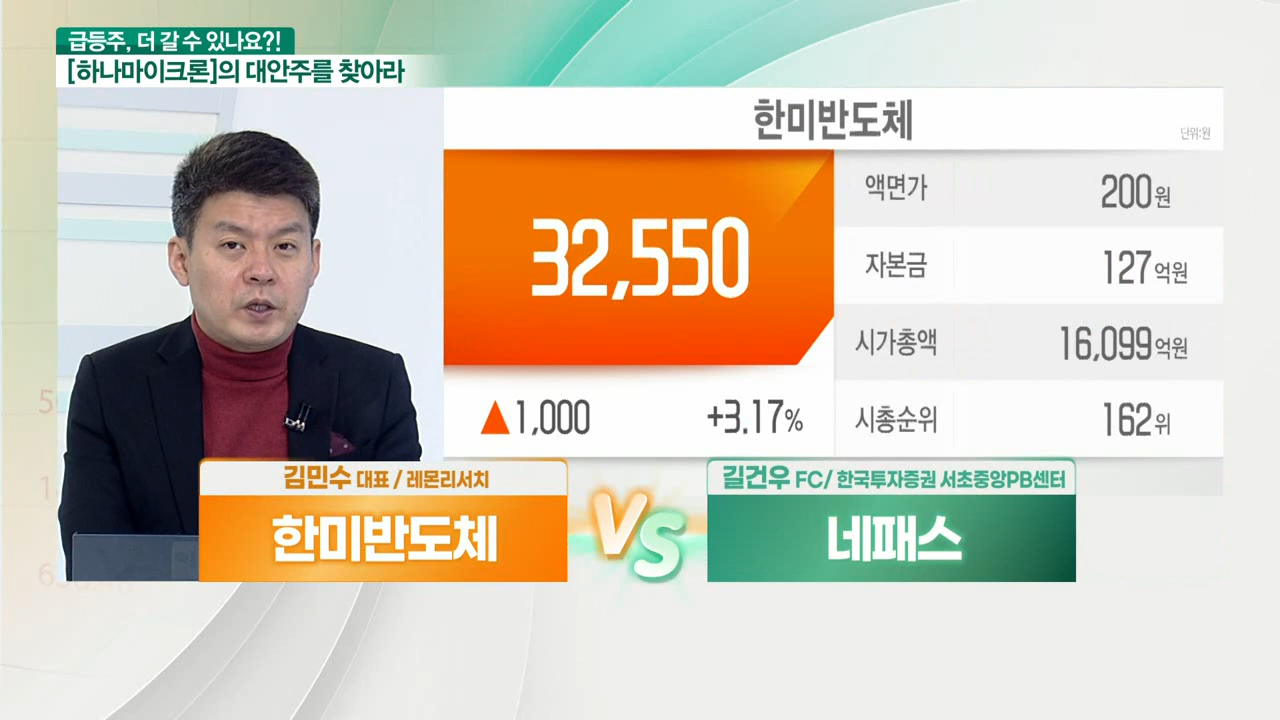 급등주, 더 갈 수 있나요?!
[하나마이크론]의 대안주를 찾아라
한미반도체
단위:원
32,550
▲1,000 +3.17%
액면가 200원
자본금 127억원
시가총액 16,099억원
시총순위 162위
김민수 대표 / 레몬리서치
한미반도체
VS
길건우 FC/ 한국투자증권 서초중앙PB센터
네패스